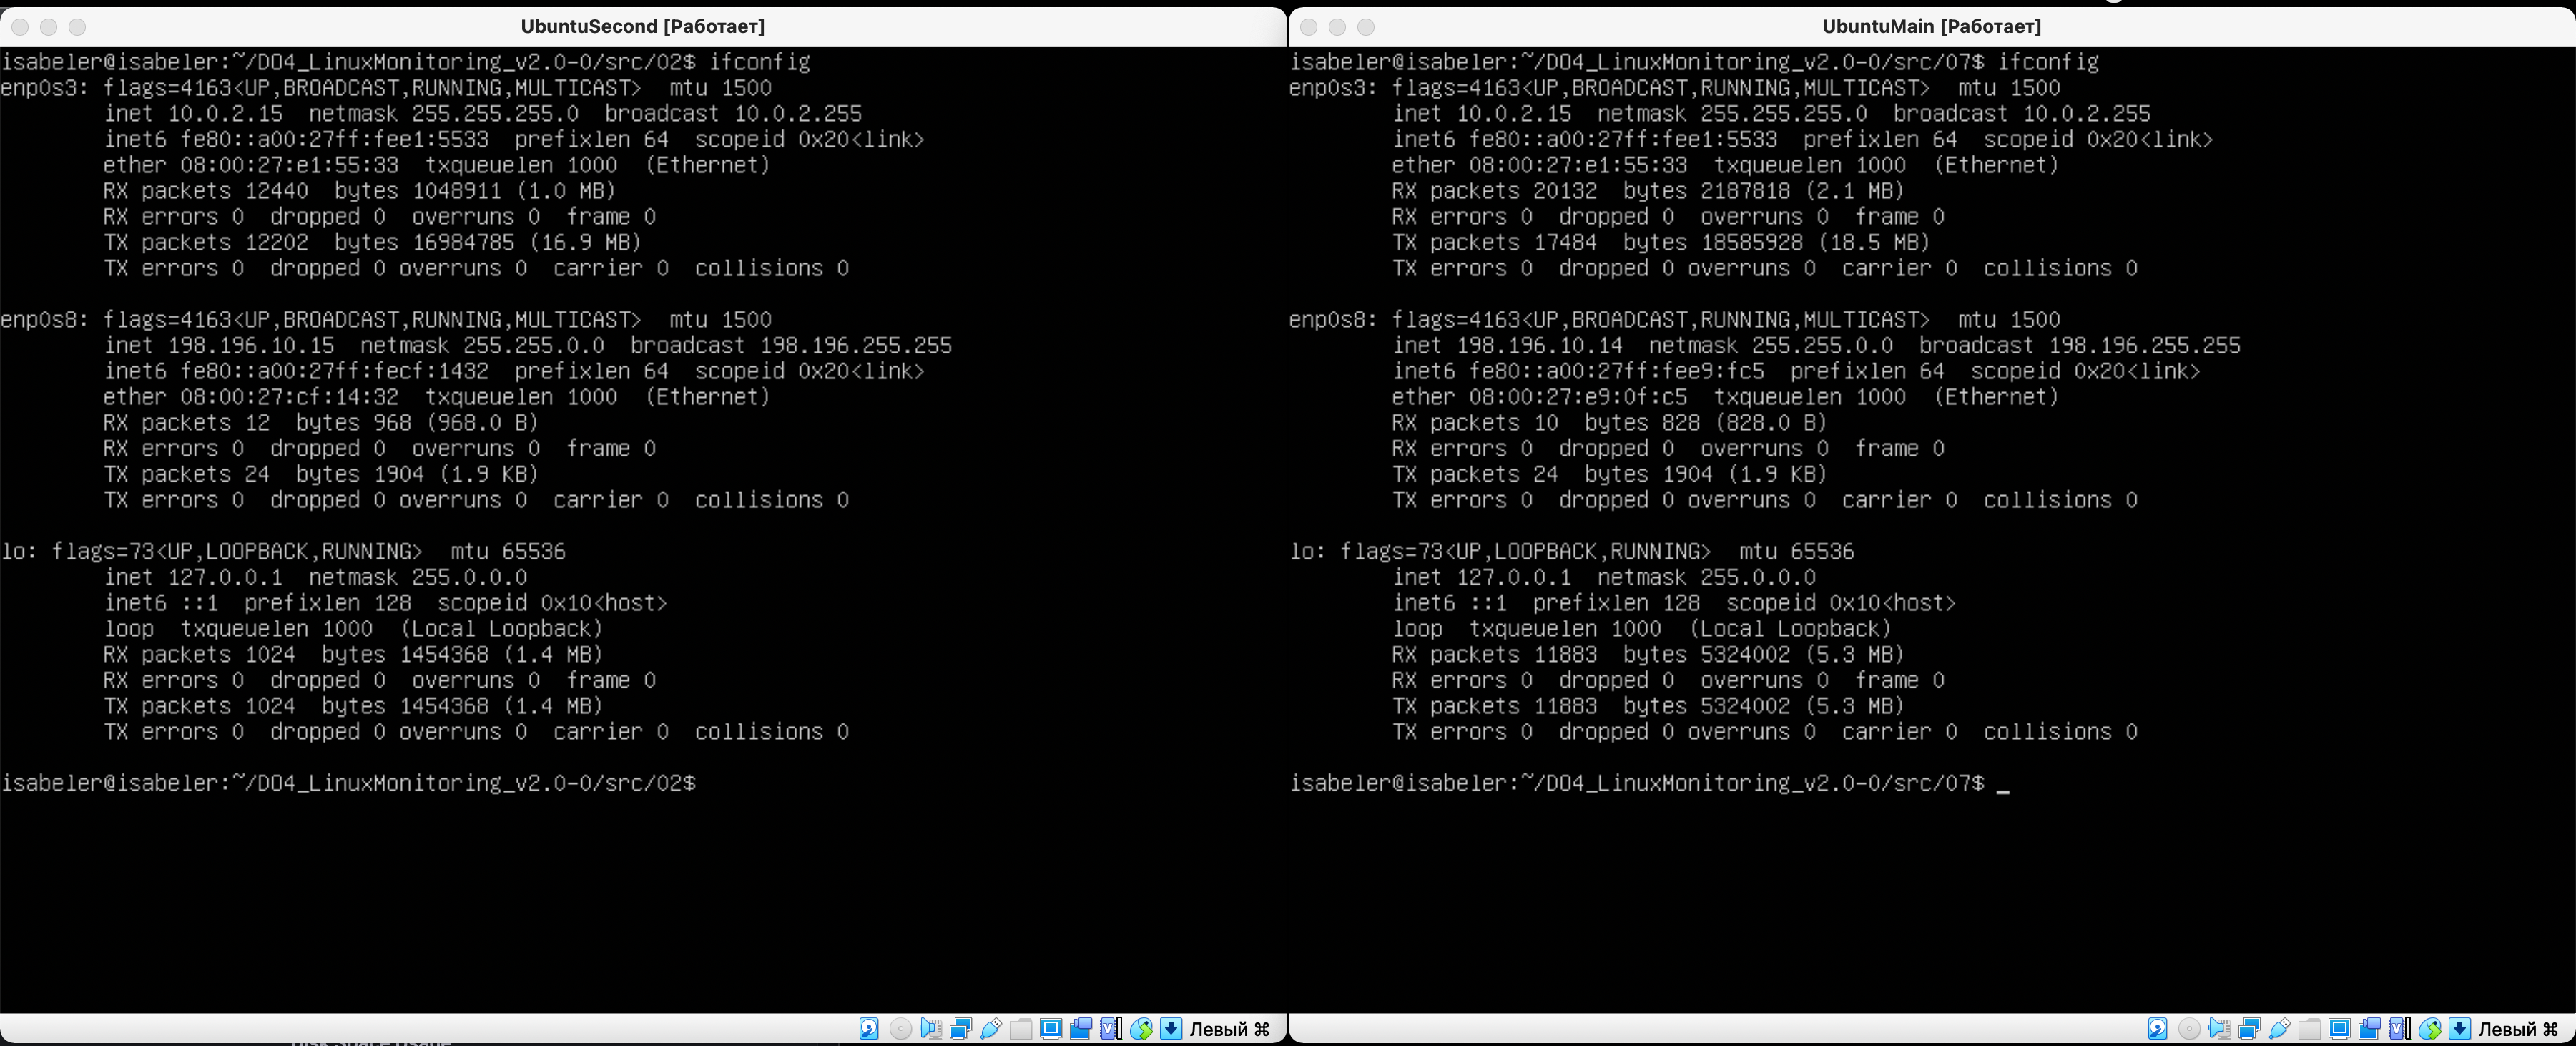 UbuntuSecond [Работает]
isabeler@isabeler:~/DO4_LinuxMonitoring_v2.0-0/src/02$ ifconfig
enp0s3: flags=4163<UP,BROADCAST,RUNNING,MULTICAST>  mtu 1500
        inet 10.0.2.15  netmask 255.255.255.0  broadcast 10.0.2.255
        inet6 fe80::a00:27ff:fee1:5533  prefixlen 64  scopeid 0x20<link>
        ether 08:00:27:e1:55:33  txqueuelen 1000  (Ethernet)
        RX packets 12440  bytes 1048911 (1.0 MB)
        RX errors 0  dropped 0  overruns 0  frame 0
        TX packets 12202  bytes 16984785 (16.9 MB)
        TX errors 0  dropped 0 overruns 0  carrier 0  collisions 0
enp0s8: flags=4163<UP,BROADCAST,RUNNING,MULTICAST>  mtu 1500
        inet 198.196.10.15  netmask 255.255.0.0  broadcast 198.196.255.255
        inet6 fe80::a00:27ff:fecf:1432  prefixlen 64  scopeid 0x20<link>
        ether 08:00:27:cf:14:32  txqueuelen 1000  (Ethernet)
        RX packets 12  bytes 968 (968.0 B)
        RX errors 0  dropped 0  overruns 0  frame 0
        TX packets 24  bytes 1904 (1.9 KB)
        TX errors 0  dropped 0 overruns 0  carrier 0  collisions 0
lo: flags=73<UP,LOOPBACK,RUNNING>  mtu 65536
        inet 127.0.0.1  netmask 255.0.0.0
        inet6 ::1  prefixlen 128  scopeid 0x10<host>
        loop  txqueuelen 1000  (Local Loopback)
        RX packets 1024  bytes 1454368 (1.4 MB)
        RX errors 0  dropped 0  overruns 0  frame 0
        TX packets 1024  bytes 1454368 (1.4 MB)
        TX errors 0  dropped 0 overruns 0  carrier 0  collisions 0
isabeler@isabeler:~/DO4_LinuxMonitoring_v2.0-0/src/02$
Левый ⌘
UbuntuMain [Работает]
isabeler@isabeler:~/DO4_LinuxMonitoring_v2.0-0/src/07$ ifconfig
enp0s3: flags=4163<UP,BROADCAST,RUNNING,MULTICAST>  mtu 1500
        inet 10.0.2.15  netmask 255.255.255.0  broadcast 10.0.2.255
        inet6 fe80::a00:27ff:fee1:5533  prefixlen 64  scopeid 0x20<link>
        ether 08:00:27:e1:55:33  txqueuelen 1000  (Ethernet)
        RX packets 20132  bytes 2187818 (2.1 MB)
        RX errors 0  dropped 0  overruns 0  frame 0
        TX packets 17484  bytes 18585928 (18.5 MB)
        TX errors 0  dropped 0 overruns 0  carrier 0  collisions 0
enp0s8: flags=4163<UP,BROADCAST,RUNNING,MULTICAST>  mtu 1500
        inet 198.196.10.14  netmask 255.255.0.0  broadcast 198.196.255.255
        inet6 fe80::a00:27ff:fee9:fc5  prefixlen 64  scopeid 0x20<link>
        ether 08:00:27:e9:0f:c5  txqueuelen 1000  (Ethernet)
        RX packets 10  bytes 828 (828.0 B)
        RX errors 0  dropped 0  overruns 0  frame 0
        TX packets 24  bytes 1904 (1.9 KB)
        TX errors 0  dropped 0 overruns 0  carrier 0  collisions 0
lo: flags=73<UP,LOOPBACK,RUNNING>  mtu 65536
        inet 127.0.0.1  netmask 255.0.0.0
        inet6 ::1  prefixlen 128  scopeid 0x10<host>
        loop  txqueuelen 1000  (Local Loopback)
        RX packets 11883  bytes 5324002 (5.3 MB)
        RX errors 0  dropped 0  overruns 0  frame 0
        TX packets 11883  bytes 5324002 (5.3 MB)
        TX errors 0  dropped 0 overruns 0  carrier 0  collisions 0
isabeler@isabeler:~/DO4_LinuxMonitoring_v2.0-0/src/07$ _
Левый ⌘